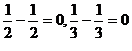 1/2 − 1/2 = 0, 1/3 − 1/3 = 0